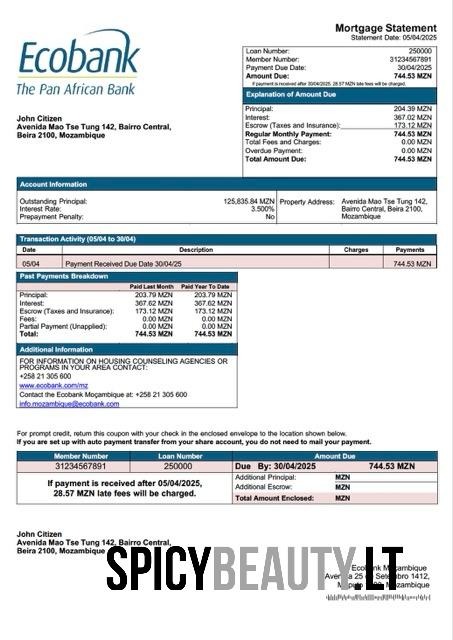 Mortgage Statement
Statement Date: 05/04/2025
Ecobank
The Pan African Bank
Loan Number: 250000
Member Number: 31234567891
Payment Due Date: 30/04/2025
Amount Due: 744.53 MZN
If payment is received after 30/04/2025, 28.57 MZN late fees will be charged.
John Citizen
Avenida Mao Tse Tung 142, Bairro Central,
Beira 2100, Mozambique
Explanation of Amount Due
Principal: 204.39 MZN
Interest: 367.02 MZN
Escrow (Taxes and Insurance): 173.12 MZN
Regular Monthly Payment: 744.53 MZN
Total Fees and Charges: 0.00 MZN
Overdue Payment: 0.00 MZN
Total Amount Due: 744.53 MZN
Account Information
Outstanding Principal: 125,835.84 MZN
Interest Rate: 3.500%
Prepayment Penalty: No
Property Address: Avenida Mao Tse Tung 142,
Bairro Central, Beira 2100,
Mozambique
Transaction Activity (05/04 to 30/04)
Date Description Charges Payments
05/04 Payment Received Due Date 30/04/25 744.53 MZN
Past Payments Breakdown
Paid Last Month Paid Year To Date
Principal: 203.79 MZN 203.79 MZN
Interest: 367.62 MZN 367.62 MZN
Escrow (Taxes and Insurance): 173.12 MZN 173.12 MZN
Fees: 0.00 MZN 0.00 MZN
Partial Payment (Unapplied): 0.00 MZN 0.00 MZN
Total: 744.53 MZN 744.53 MZN
Additional Information
FOR INFORMATION ON HOUSING COUNSELING AGENCIES OR
PROGRAMS IN YOUR AREA CONTACT:
+258 21 305 600
www.ecobank.com/mz
Contact the Ecobank Moçambique at: +258 21 305 600
info.mozambique@ecobank.com
For prompt credit, return this coupon with your check in the enclosed envelope to the location shown below.
If you are set up with auto payment transfer from your share account, you do not need to mail your payment.
Member Number Loan Number Amount Due
31234567891 250000 Due By: 30/04/2025 744.53 MZN
If payment is received after 05/04/2025,
28.57 MZN late fees will be charged.
Additional Principal: MZN
Additional Escrow: MZN
Total Amount Enclosed: MZN
John Citizen
Avenida Mao Tse Tung 142, Bairro Central,
Beira 2100, Mozambique
SPICYBEAUTY.LT
1412,